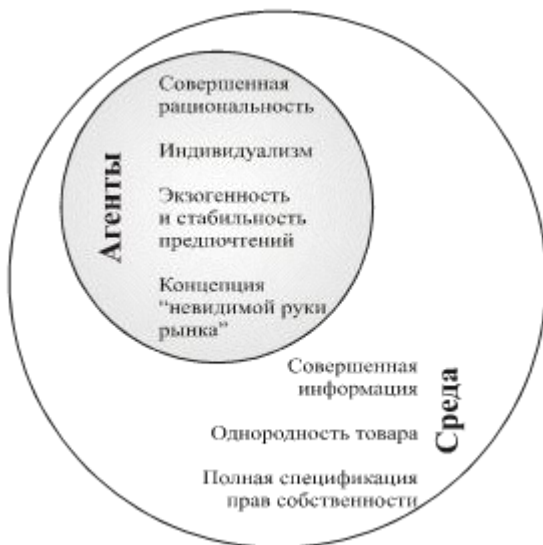 Агенты
Совершенная
рациональность
Индивидуализм
Экзогенность
и стабильность
предпочтений
Концепция
“невидимой руки
рынка”
Совершенная
информация
Однородность товара
Полная спецификация
прав собственности
Среда